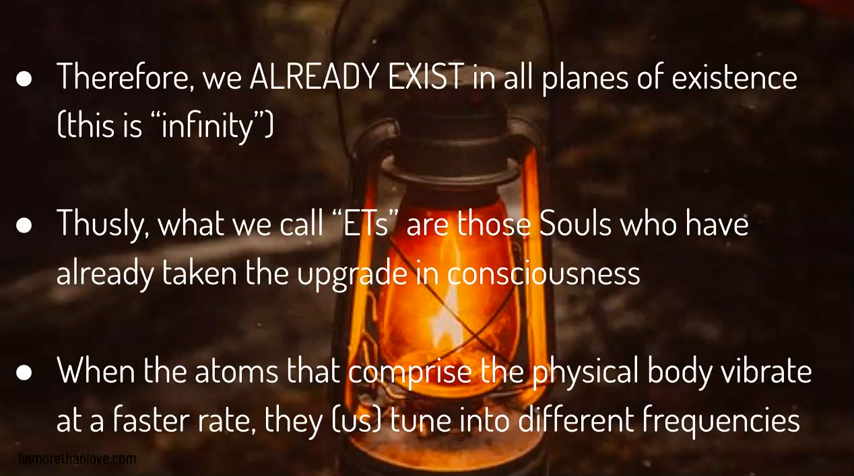 ● Therefore, we ALREADY EXIST in all planes of existence
(this is “infinity”)
● Thusly, what we call “ETs” are those Souls who have
already taken the upgrade in consciousness
● When the atoms that comprise the physical body vibrate
at a faster rate, they (us) tune into different frequencies
bemorethanlove.com